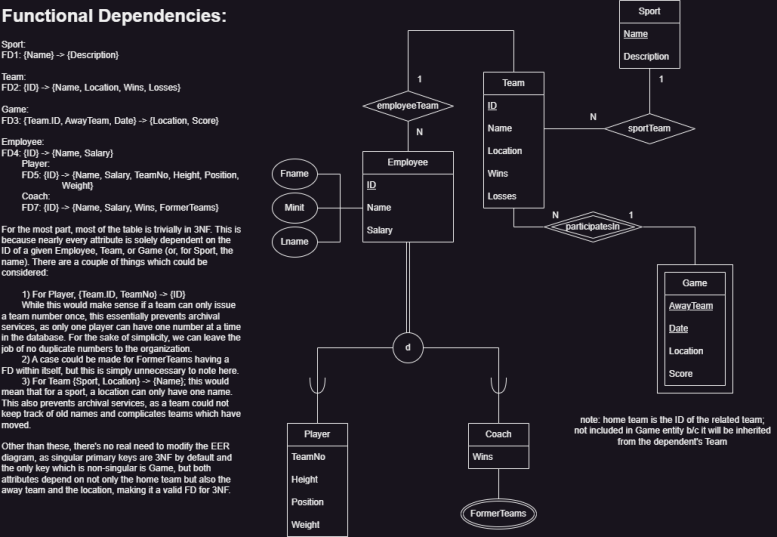 Functional Dependencies:
Sport:
FD1: {Name} -> {Description}
Team:
FD2: {ID} -> {Name, Location, Wins, Losses}
Game:
FD3: {Team.ID, AwayTeam, Date} -> {Location, Score}
Employee:
FD4: {ID} -> {Name, Salary}
Player:
FD5: {ID} -> {Name, Salary, TeamNo, Height, Position,
Weight}
Coach:
FD7: {ID} -> {Name, Salary, Wins, FormerTeams}
For the most part, most of the table is trivially in 3NF. This is
because nearly every attribute is solely dependent on the
ID of a given Employee, Team, or Game (or, for Sport, the
name). There are a couple of things which could be
considered:
1) For Player, {Team.ID, TeamNo} -> {ID}
While this would make sense if a team can only issue
a team number once, this essentially prevents archival
services, as only one player can have one number at a time
in the database. For the sake of simplicity, we can leave the
job of no duplicate numbers to the organization.
2) A case could be made for FormerTeams having a
FD within itself, but this is simply unnecessary to note here.
3) For Team {Sport, Location} -> {Name}; this would
mean that for a sport, a location can only have one name.
This also prevents archival services, as a team could not
keep track of old names and complicates teams which have
moved.
Other than these, there's no real need to modify the EER
diagram, as singular primary keys are 3NF by default and
the only key which is non-singular is Game, but both
attributes depend on not only the home team but also the
away team and the location, making it a valid FD for 3NF.
Sport
Name
Description
1
sportTeam
N
Team
ID
Name
Location
Wins
Losses
1
employeeTeam
N
Employee
ID
Name
Salary
Fname
Minit
Lname
N
participatesIn
1
Game
AwayTeam
Date
Location
Score
d
Player
TeamNo
Height
Position
Weight
Coach
Wins
FormerTeams
note: home team is the ID of the related team;
not included in Game entity b/c it will be inherited
from the dependent's Team